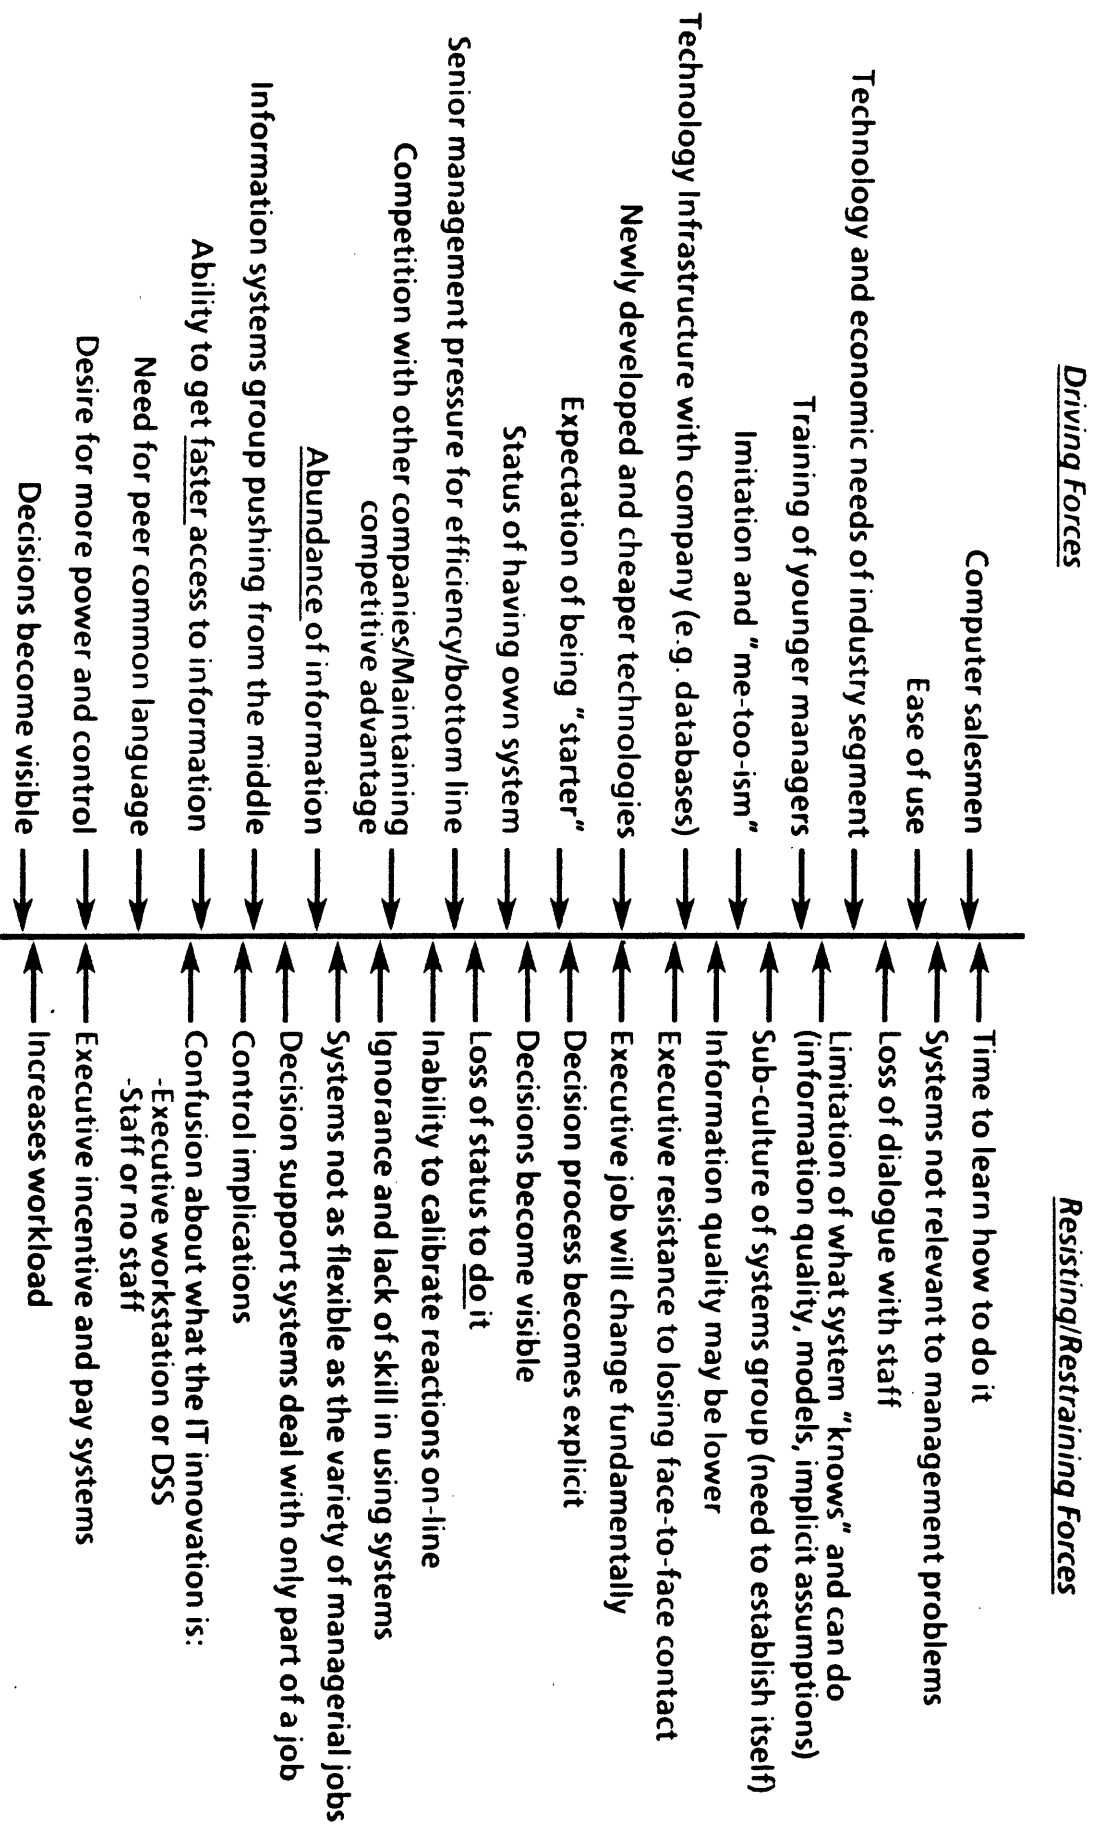 Driving Forces
Computer salesmen
Ease of use
Technology and economic needs of industry segment
Training of younger managers
Imitation and "me-too-ism"
Technology Infrastructure with company (e.g. databases)
Newly developed and cheaper technologies
Expectation of being "starter"
Status of having own system
Senior management pressure for efficiency/bottom line
Competition with other companies/Maintaining
competitive advantage
Abundance of information
Information systems group pushing from the middle
Ability to get faster access to information
Need for peer common language
Desire for more power and control
Decisions become visible
Resisting/Restraining Forces
Time to learn how to do it
Systems not relevant to management problems
Loss of dialogue with staff
Limitation of what system "knows" and can do
(information quality, models, implicit assumptions)
Sub-culture of systems group (need to establish itself)
Information quality may be lower
Executive resistance to losing face-to-face contact
Executive job will change fundamentally
Decision process becomes explicit
Decisions become visible
Loss of status to do it
Inability to calibrate reactions on-line
Ignorance and lack of skill in using systems
Systems not as flexible as the variety of managerial jobs
Decision support systems deal with only part of a job
Control implications
Confusion about what the IT innovation is:
-Executive workstation or DSS
-Staff or no staff
Executive incentive and pay systems
Increases workload